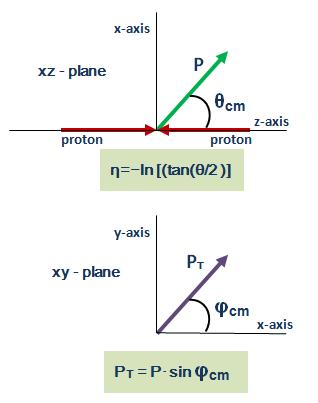 x-axis
xz - plane
P
θcm
z-axis
proton
proton
η=−ln [(tan(θ/2 )]
y-axis
xy - plane
PT
φcm
x-axis
PT = P· sin φcm